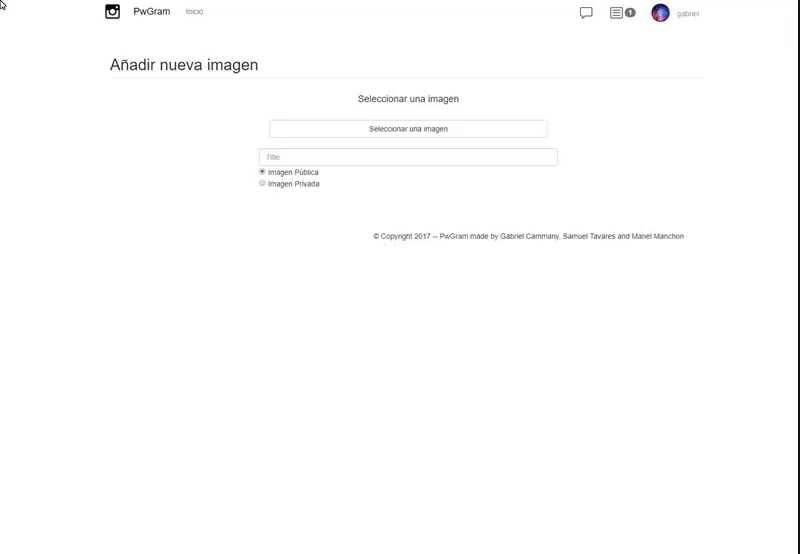 PwGram Inicio 1 gabriel
Añadir nueva imagen
Seleccionar una imagen
Seleccionar una imagen
Title
Imagen Pública
Imagen Privada
© Copyright 2017 -- PwGram made by Gabriel Cammany, Samuel Tavares and Manel Manchon